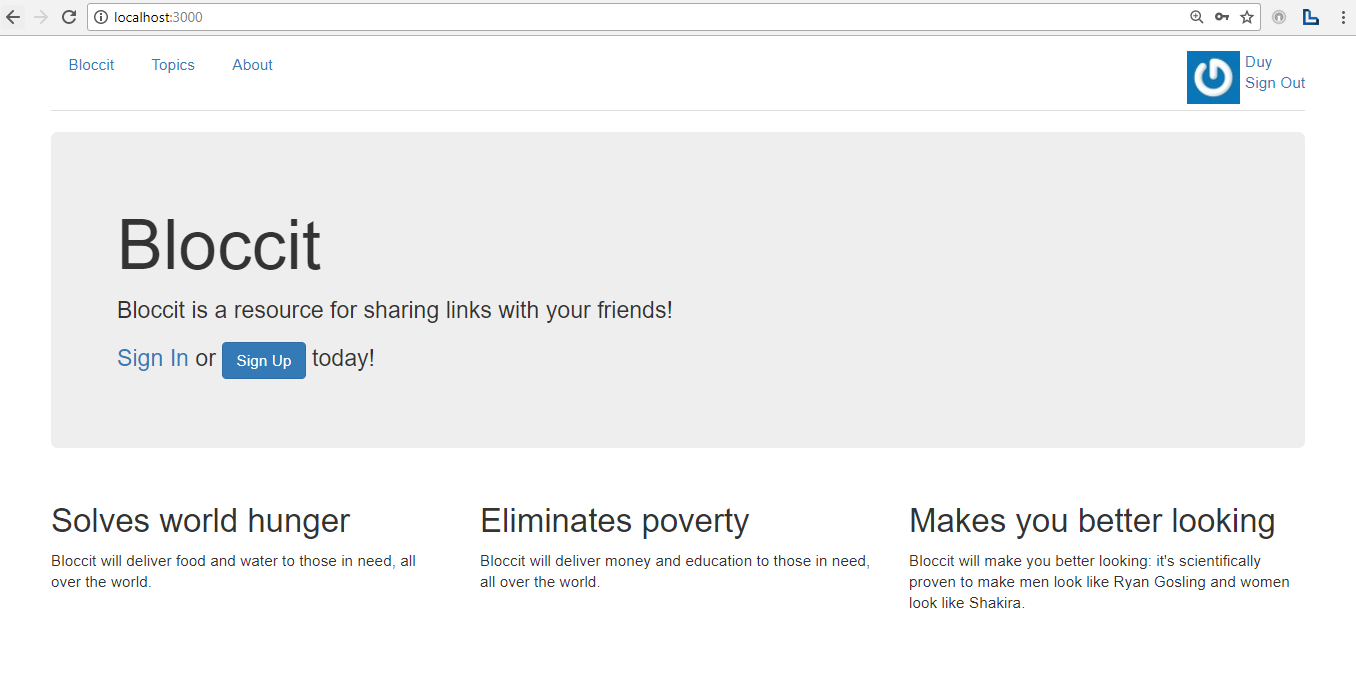 localhost:3000
Bloccit Topics About
Duy
Sign Out
Bloccit
Bloccit is a resource for sharing links with your friends!
Sign In or Sign Up today!
Solves world hunger
Bloccit will deliver food and water to those in need, all
over the world.
Eliminates poverty
Bloccit will deliver money and education to those in need,
all over the world.
Makes you better looking
Bloccit will make you better looking: it's scientifically
proven to make men look like Ryan Gosling and women
look like Shakira.